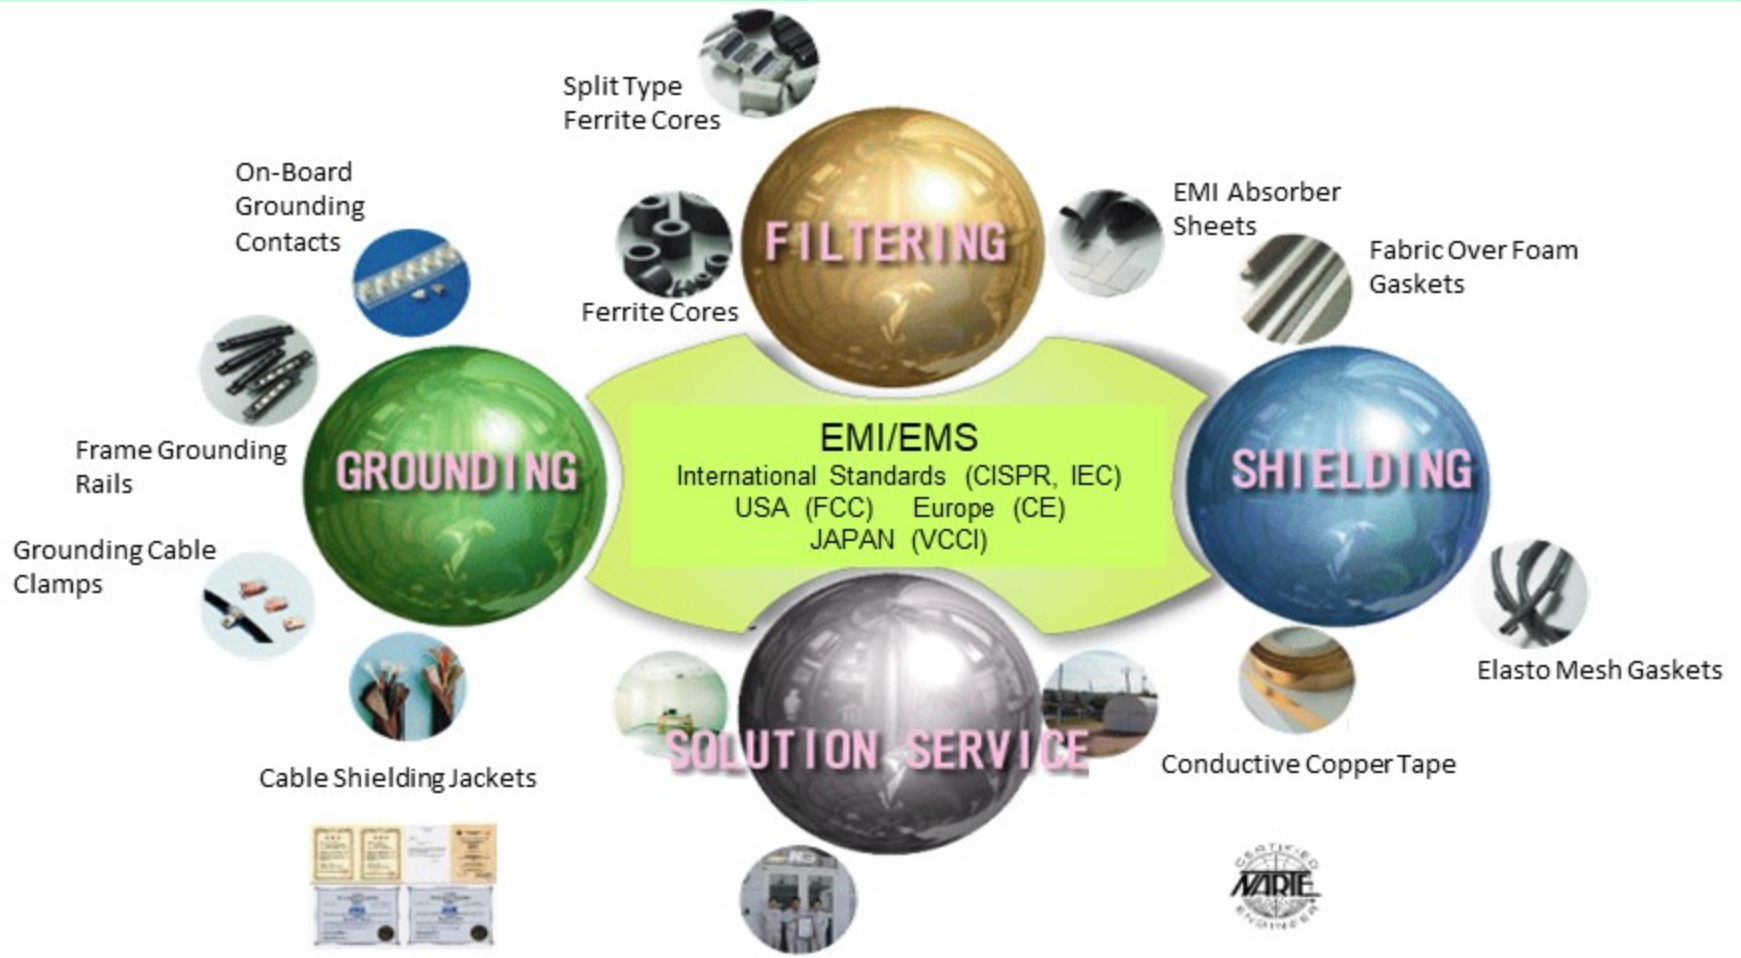 Split Type
Ferrite Cores
On-Board
Grounding
Contacts
EMI Absorber
Sheets
Fabric Over Foam
Gaskets
FILTERING
Ferrite Cores
Frame Grounding
Rails
GROUNDING
EMI/EMS
International Standards (CISPR, IEC)
USA (FCC) Europe (CE)
JAPAN (VCCI)
SHIELDING
Grounding Cable
Clamps
Elasto Mesh Gaskets
SOLUTION SERVICE
Conductive Copper Tape
Cable Shielding Jackets
CERTIFIED
NARTE
ENGINEER